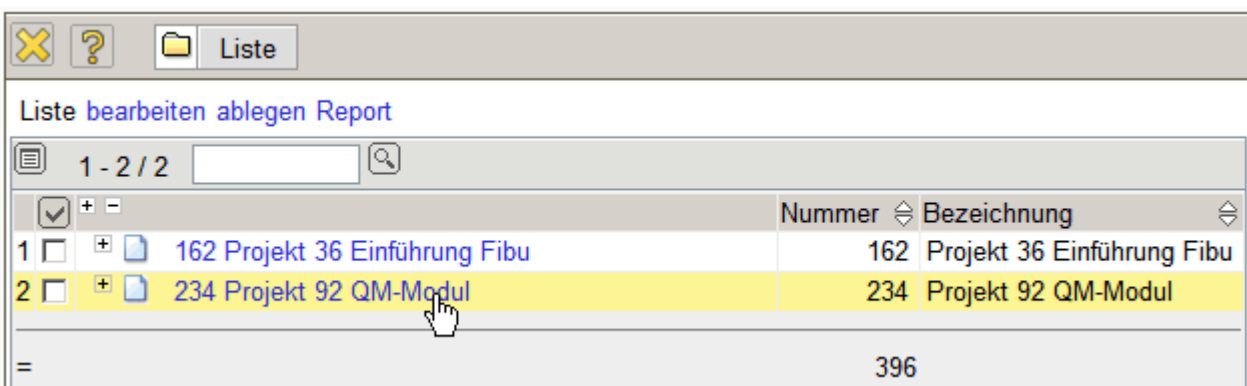 Liste
Liste bearbeiten ablegen Report
1 - 2 / 2
Nummer Bezeichnung
1 162 Projekt 36 Einführung Fibu 162 Projekt 36 Einführung Fibu
2 234 Projekt 92 QM-Modul 234 Projekt 92 QM-Modul
= 396